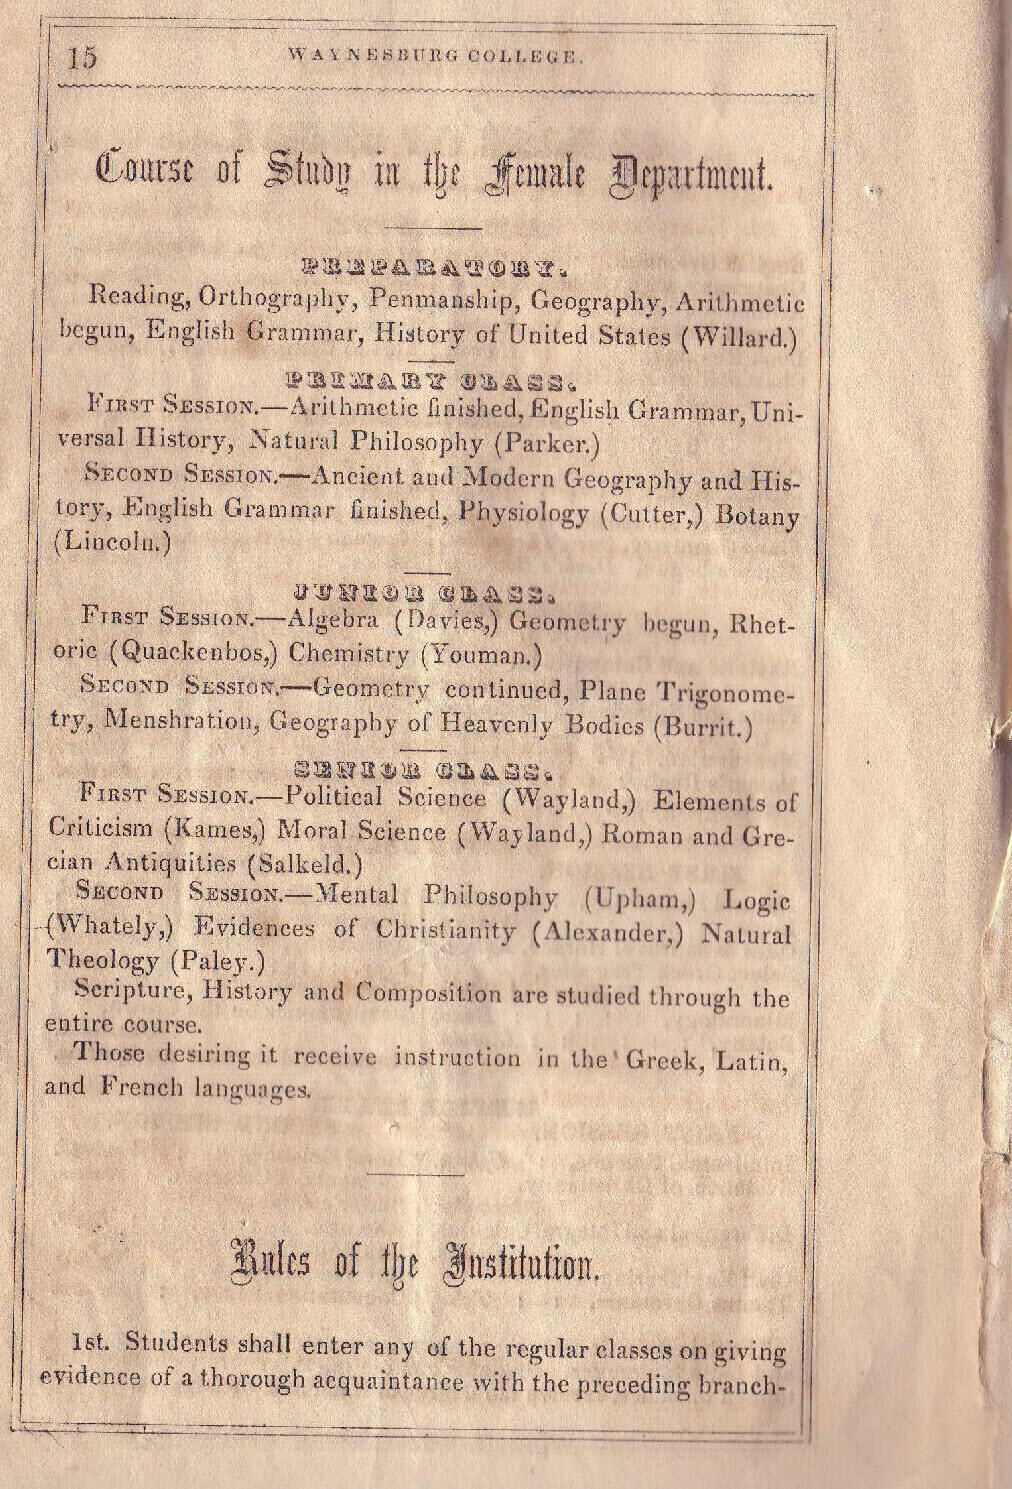 15 WAYNESBURG COLLEGE.
Course of Study in the Female Department.
PREPARATORY.
Reading, Orthography, Penmanship, Geography, Arithmetic
begun, English Grammar, History of United States (Willard.)
PRIMARY CLASS.
FIRST SESSION.—Arithmetic finished, English Grammar, Uni-
versal History, Natural Philosophy (Parker.)
SECOND SESSION.—Ancient and Modern Geography and His-
tory, English Grammar finished, Physiology (Cutter,) Botany
(Lincoln.)
JUNIOR CLASS.
FIRST SESSION.—Algebra (Davies,) Geometry begun, Rhet-
oric (Quackenbos,) Chemistry (Youman.)
SECOND SESSION.—Geometry continued, Plane Trigonome-
try, Menshration, Geography of Heavenly Bodies (Burrit.)
SENIOR CLASS.
FIRST SESSION.—Political Science (Wayland,) Elements of
Criticism (Kames,) Moral Science (Wayland,) Roman and Gre-
cian Antiquities (Salkeld.)
SECOND SESSION.—Mental Philosophy (Upham,) Logic
(Whately,) Evidences of Christianity (Alexander,) Natural
Theology (Paley.)
Scripture, History and Composition are studied through the
entire course.
Those desiring it receive instruction in the Greek, Latin,
and French languages.
Rules of the Institution.
1st. Students shall enter any of the regular classes on giving
evidence of a thorough acquaintance with the preceding branch-